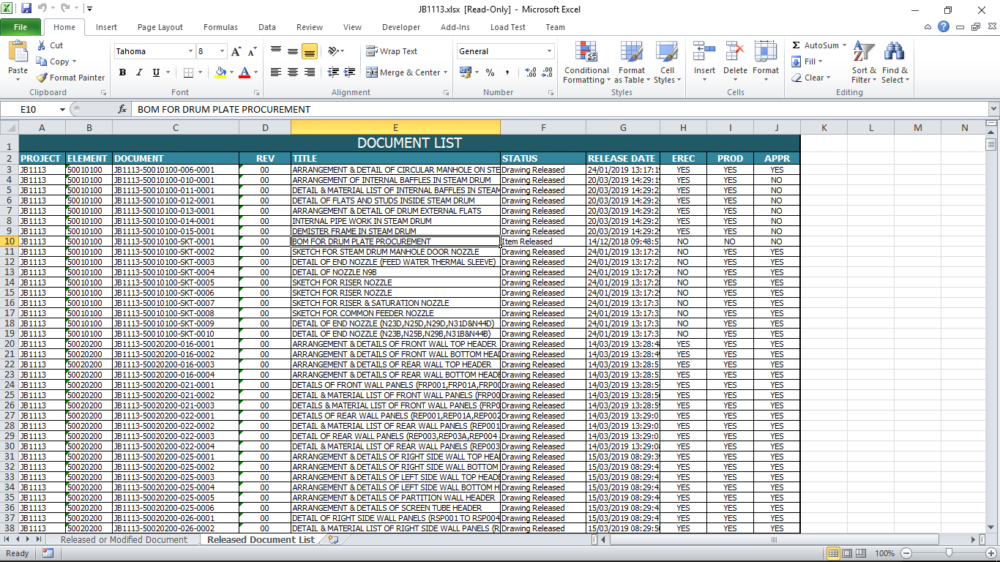 JB1113.xlsx [Read-Only] - Microsoft Excel
File Home Insert Page Layout Formulas Data Review View Developer Add-Ins Load Test Team
Paste Cut Copy Format Painter Clipboard
Tahoma 8 B I U Font
Wrap Text Merge & Center Alignment
General % , Number
Conditional Formatting Format as Table Cell Styles Styles
Insert Delete Format Cells
Σ AutoSum Fill Clear Sort & Filter Find & Select Editing
E10 fx BOM FOR DRUM PLATE PROCUREMENT
A B C D E F G H I J K L M N
1 DOCUMENT LIST
2 PROJECT ELEMENT DOCUMENT REV TITLE STATUS RELEASE DATE EREC PROD APPR
3 JB1113 50010100 JB1113-50010100-006-0001 00 ARRANGEMENT & DETAIL OF CIRCULAR MANHOLE ON STE Drawing Released 24/01/2019 13:17:1 YES YES YES
4 JB1113 50010100 JB1113-50010100-010-0001 00 ARRANGEMENT OF INTERNAL BAFFLES IN STEAM DRUM Drawing Released 20/03/2019 14:29:1 YES YES NO
5 JB1113 50010100 JB1113-50010100-011-0001 00 DETAIL & MATERIAL LIST OF INTERNAL BAFFLES IN STEAM Drawing Released 20/03/2019 14:29:2 YES YES NO
6 JB1113 50010100 JB1113-50010100-012-0001 00 DETAIL OF FLATS AND STUDS INSIDE STEAM DRUM Drawing Released 20/03/2019 14:29:2 YES YES NO
7 JB1113 50010100 JB1113-50010100-013-0001 00 ARRANGEMENT & DETAIL OF DRUM EXTERNAL FLATS Drawing Released 20/03/2019 14:29:2 YES YES NO
8 JB1113 50010100 JB1113-50010100-014-0001 00 INTERNAL PIPE WORK IN STEAM DRUM Drawing Released 20/03/2019 14:29:2 YES YES NO
9 JB1113 50010100 JB1113-50010100-015-0001 00 DEMISTER FRAME IN STEAM DRUM Drawing Released 20/03/2019 14:29:2 YES YES NO
10 JB1113 50010100 JB1113-50010100-SKT-0001 00 BOM FOR DRUM PLATE PROCUREMENT Item Released 14/12/2018 09:48:5 NO NO NO
11 JB1113 50010100 JB1113-50010100-SKT-0002 00 SKETCH FOR STEAM DRUM MANHOLE DOOR NOZZLE Drawing Released 24/01/2019 13:17:2 NO YES YES
12 JB1113 50010100 JB1113-50010100-SKT-0003 00 DETAIL OF END NOZZLE (FEED WATER THERMAL SLEEVE) Drawing Released 24/01/2019 13:17:2 NO YES YES
13 JB1113 50010100 JB1113-50010100-SKT-0004 00 DETAIL OF NOZZLE N9B Drawing Released 24/01/2019 13:17:2 NO YES YES
14 JB1113 50010100 JB1113-50010100-SKT-0005 00 SKETCH FOR RISER NOZZLE Drawing Released 24/01/2019 13:17:2 NO YES YES
15 JB1113 50010100 JB1113-50010100-SKT-0006 00 SKETCH FOR RISER NOZZLE Drawing Released 24/01/2019 13:17:2 NO YES YES
16 JB1113 50010100 JB1113-50010100-SKT-0007 00 SKETCH FOR RISER & SATURATION NOZZLE Drawing Released 24/01/2019 13:17:3 NO YES YES
17 JB1113 50010100 JB1113-50010100-SKT-0008 00 SKETCH FOR COMMON FEEDER NOZZLE Drawing Released 24/01/2019 13:17:3 NO YES YES
18 JB1113 50010100 JB1113-50010100-SKT-0009 00 DETAIL OF END NOZZLE (N23D,N25D,N29D,N31D&N44D) Drawing Released 24/01/2019 13:17:3 NO YES YES
19 JB1113 50010100 JB1113-50010100-SKT-0010 00 DETAIL OF END NOZZLE (N23B,N25B,N29B,N31B&N44B) Drawing Released 24/01/2019 13:17:3 NO YES YES
20 JB1113 50020200 JB1113-50020200-016-0001 00 ARRANGEMENT & DETAILS OF FRONT WALL TOP HEADER Drawing Released 14/03/2019 13:28:4 YES YES YES
21 JB1113 50020200 JB1113-50020200-016-0002 00 ARRANGEMENT & DETAILS OF FRONT WALL BOTTOM HEAD Drawing Released 14/03/2019 13:28:4 YES YES YES
22 JB1113 50020200 JB1113-50020200-016-0003 00 ARRANGEMENT & DETAILS OF REAR WALL TOP HEADER Drawing Released 14/03/2019 13:28:5 YES YES YES
23 JB1113 50020200 JB1113-50020200-016-0004 00 ARRANGEMENT & DETAILS OF REAR WALL BOTTOM HEADE Drawing Released 14/03/2019 13:28:5 YES YES YES
24 JB1113 50020200 JB1113-50020200-021-0001 00 DETAILS OF FRONT WALL PANELS (FRP001,FRP01A,FRP00 Drawing Released 14/03/2019 13:28:5 YES YES YES
25 JB1113 50020200 JB1113-50020200-021-0002 00 DETAIL & MATERIAL LIST OF FRONT WALL PANELS (FRP00 Drawing Released 14/03/2019 13:28:5 YES YES YES
26 JB1113 50020200 JB1113-50020200-021-0003 00 DETAILS & MATERIAL LIST OF FRONT WALL PANELS (FRP0 Drawing Released 14/03/2019 13:28:5 YES YES YES
27 JB1113 50020200 JB1113-50020200-022-0001 00 DETAILS OF REAR WALL PANELS (REP001,REP01A,REP002 Drawing Released 14/03/2019 13:29:0 YES YES YES
28 JB1113 50020200 JB1113-50020200-022-0002 00 DETAIL & MATERIAL LIST OF REAR WALL PANELS (REP001 Drawing Released 14/03/2019 13:29:0 YES YES YES
29 JB1113 50020200 JB1113-50020200-022-0003 00 DETAIL OF REAR WALL PANELS (REP003,REP03A,REP004 Drawing Released 14/03/2019 13:29:0 YES YES YES
30 JB1113 50020200 JB1113-50020200-022-0004 00 DETAIL & MATERIAL LIST OF REAR WALL PANELS (REP003 Drawing Released 14/03/2019 13:29:0 YES YES YES
31 JB1113 50020200 JB1113-50020200-025-0001 00 ARRANGEMENT & DETAILS OF RIGHT SIDE WALL TOP HEA Drawing Released 15/03/2019 08:29:3 YES YES YES
32 JB1113 50020200 JB1113-50020200-025-0002 00 ARRANGEMENT & DETAILS OF RIGHT SIDE WALL BOTTOM Drawing Released 15/03/2019 08:29:4 YES YES YES
33 JB1113 50020200 JB1113-50020200-025-0003 00 ARRANGEMENT & DETAILS OF LEFT SIDE WALL TOP HEADE Drawing Released 15/03/2019 08:29:4 YES YES YES
34 JB1113 50020200 JB1113-50020200-025-0004 00 ARRANGEMENT & DETAILS OF LEFT SIDE WALL BOTTOM H Drawing Released 15/03/2019 08:29:4 YES YES YES
35 JB1113 50020200 JB1113-50020200-025-0005 00 ARRANGEMENT & DETAILS OF PARTITION WALL HEADER Drawing Released 15/03/2019 08:29:4 YES YES YES
36 JB1113 50020200 JB1113-50020200-025-0006 00 ARRANGEMENT & DETAILS OF SCREEN TUBE HEADER Drawing Released 15/03/2019 08:29:4 YES YES YES
37 JB1113 50020200 JB1113-50020200-026-0001 00 DETAIL OF RIGHT SIDE WALL PANELS (RSP001 TO RSP004 Drawing Released 15/03/2019 08:29:4 YES YES YES
38 JB1113 50020200 JB1113-50020200-026-0002 00 DETAIL & MATERIAL LIST OF RIGHT SIDE WALL PANELS (R Drawing Released 15/03/2019 08:29:5 YES YES YES
Released or Modified Document Released Document List
Ready 100%